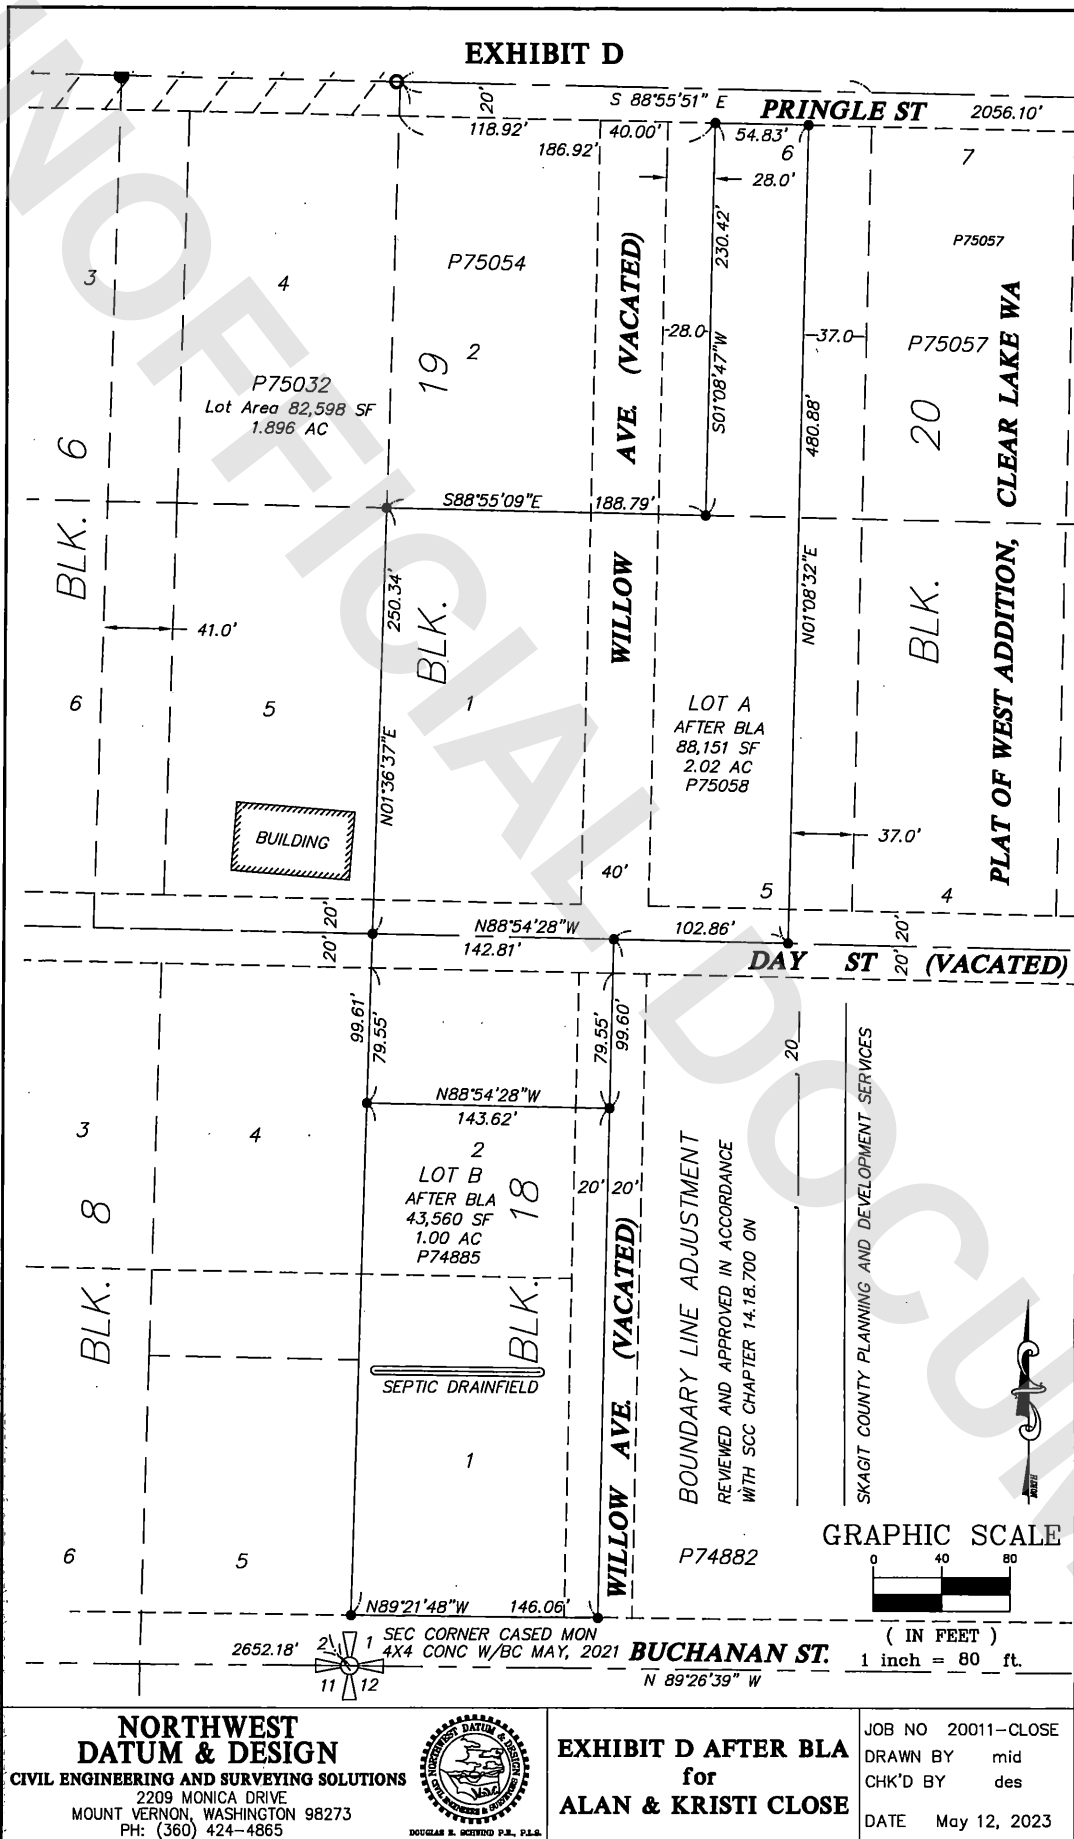 EXHIBIT D
20'
S 88°55'51" E
PRINGLE ST
2056.10'
118.92'
40.00'
54.83'
186.92'
6
7
28.0'
P75057
P75054
230.42'
3
4
WILLOW AVE. (VACATED)
28.0
37.0
P75057
19
2
P75032
Lot Area 82,598 SF
1.896 AC
S01°08'47"W
480.88'
20
BLK. 6
S88°55'09"E
188.79'
PLAT OF WEST ADDITION, CLEAR LAKE WA
250.34'
N01°08'32"E
41.0'
BLK.
BLK.
6
5
1
LOT A
AFTER BLA
88,151 SF
2.02 AC
P75058
N01°36'37"E
BUILDING
37.0'
40'
5
4
20'
20'
N88°54'28"W
142.81'
102.86'
20'
20'
DAY ST (VACATED)
99.61'
79.55'
79.55'
99.60'
20
N88°54'28"W
143.62'
3
4
2
LOT B
AFTER BLA
43,560 SF
1.00 AC
P74885
18
20'
20'
BLK. 8
BLK.
WILLOW AVE. (VACATED)
BOUNDARY LINE ADJUSTMENT
REVIEWED AND APPROVED IN ACCORDANCE
WITH SCC CHAPTER 14.18.700 ON
SKAGIT COUNTY PLANNING AND DEVELOPMENT SERVICES
SEPTIC DRAINFIELD
1
NORTH
6
5
P74882
GRAPHIC SCALE
0 40 80
( IN FEET )
1 inch = 80 ft.
N89°21'48"W
146.06'
SEC CORNER CASED MON
4X4 CONC W/BC MAY, 2021
BUCHANAN ST.
2652.18'
2 1
11 12
N 89°26'39" W
NORTHWEST
DATUM & DESIGN
CIVIL ENGINEERING AND SURVEYING SOLUTIONS
2209 MONICA DRIVE
MOUNT VERNON, WASHINGTON 98273
PH: (360) 424-4865
NORTHWEST DATUM & DESIGN
CIVIL ENGINEERS & SURVEYORS
DOUGLAS E. SCHWIND P.E., P.L.S.
EXHIBIT D AFTER BLA
for
ALAN & KRISTI CLOSE
JOB NO 20011-CLOSE
DRAWN BY mid
CHK'D BY des
DATE May 12, 2023
UNOFFICIAL DOCUM